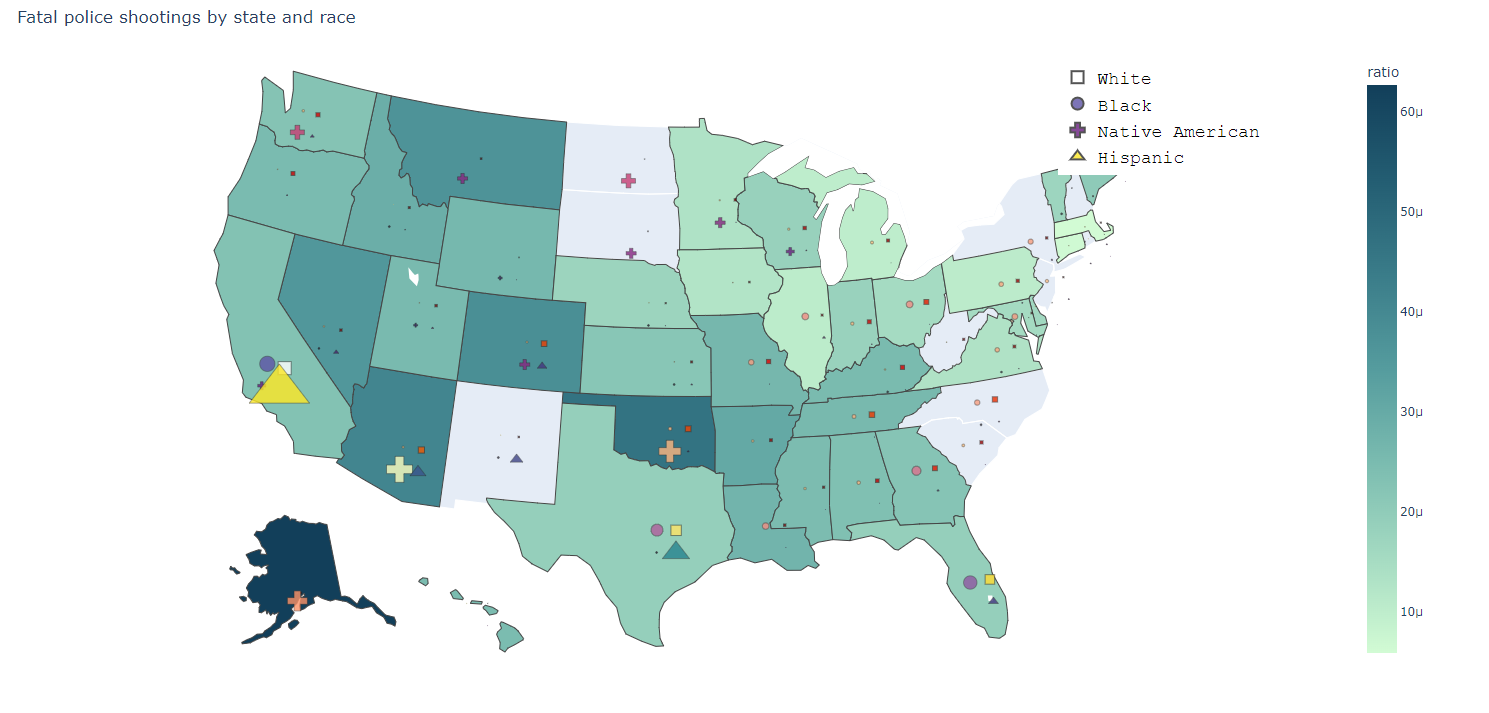 Fatal police shootings by state and race
White
Black
Native American
Hispanic
ratio
60μ
50μ
40μ
30μ
20μ
10μ